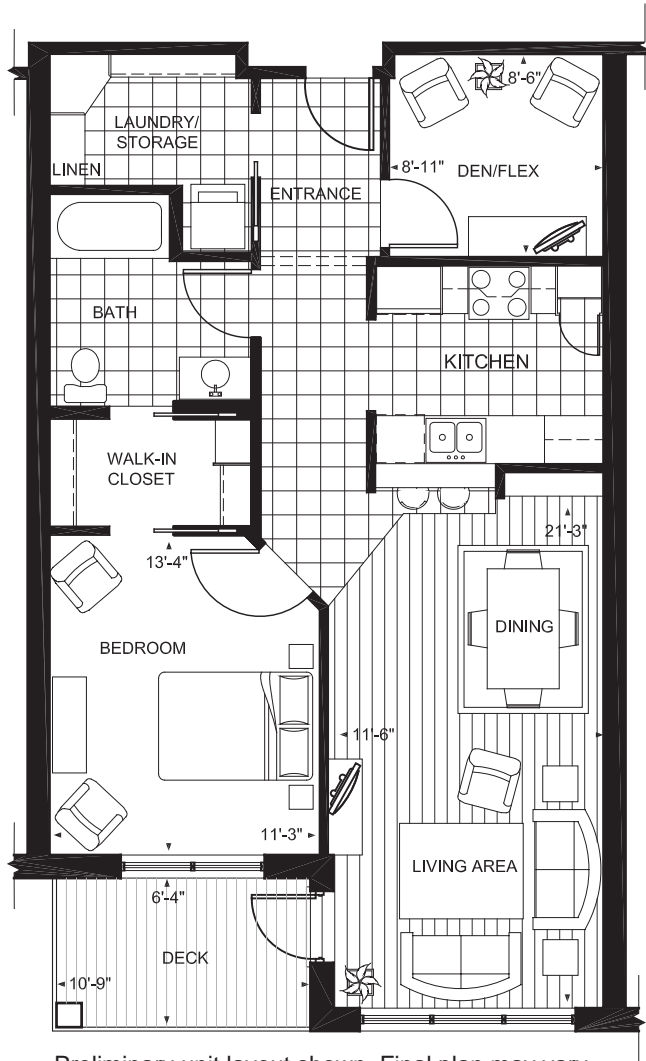 8'-6"
LAUNDRY/
STORAGE
LINEN
8'-11"
DEN/FLEX
ENTRANCE
BATH
KITCHEN
WALK-IN
CLOSET
13'-4"
21'-3"
DINING
BEDROOM
11'-6"
11'-3"
LIVING AREA
6'-4"
DECK
10'-9"
Preliminary unit layout shown. Final plan may vary